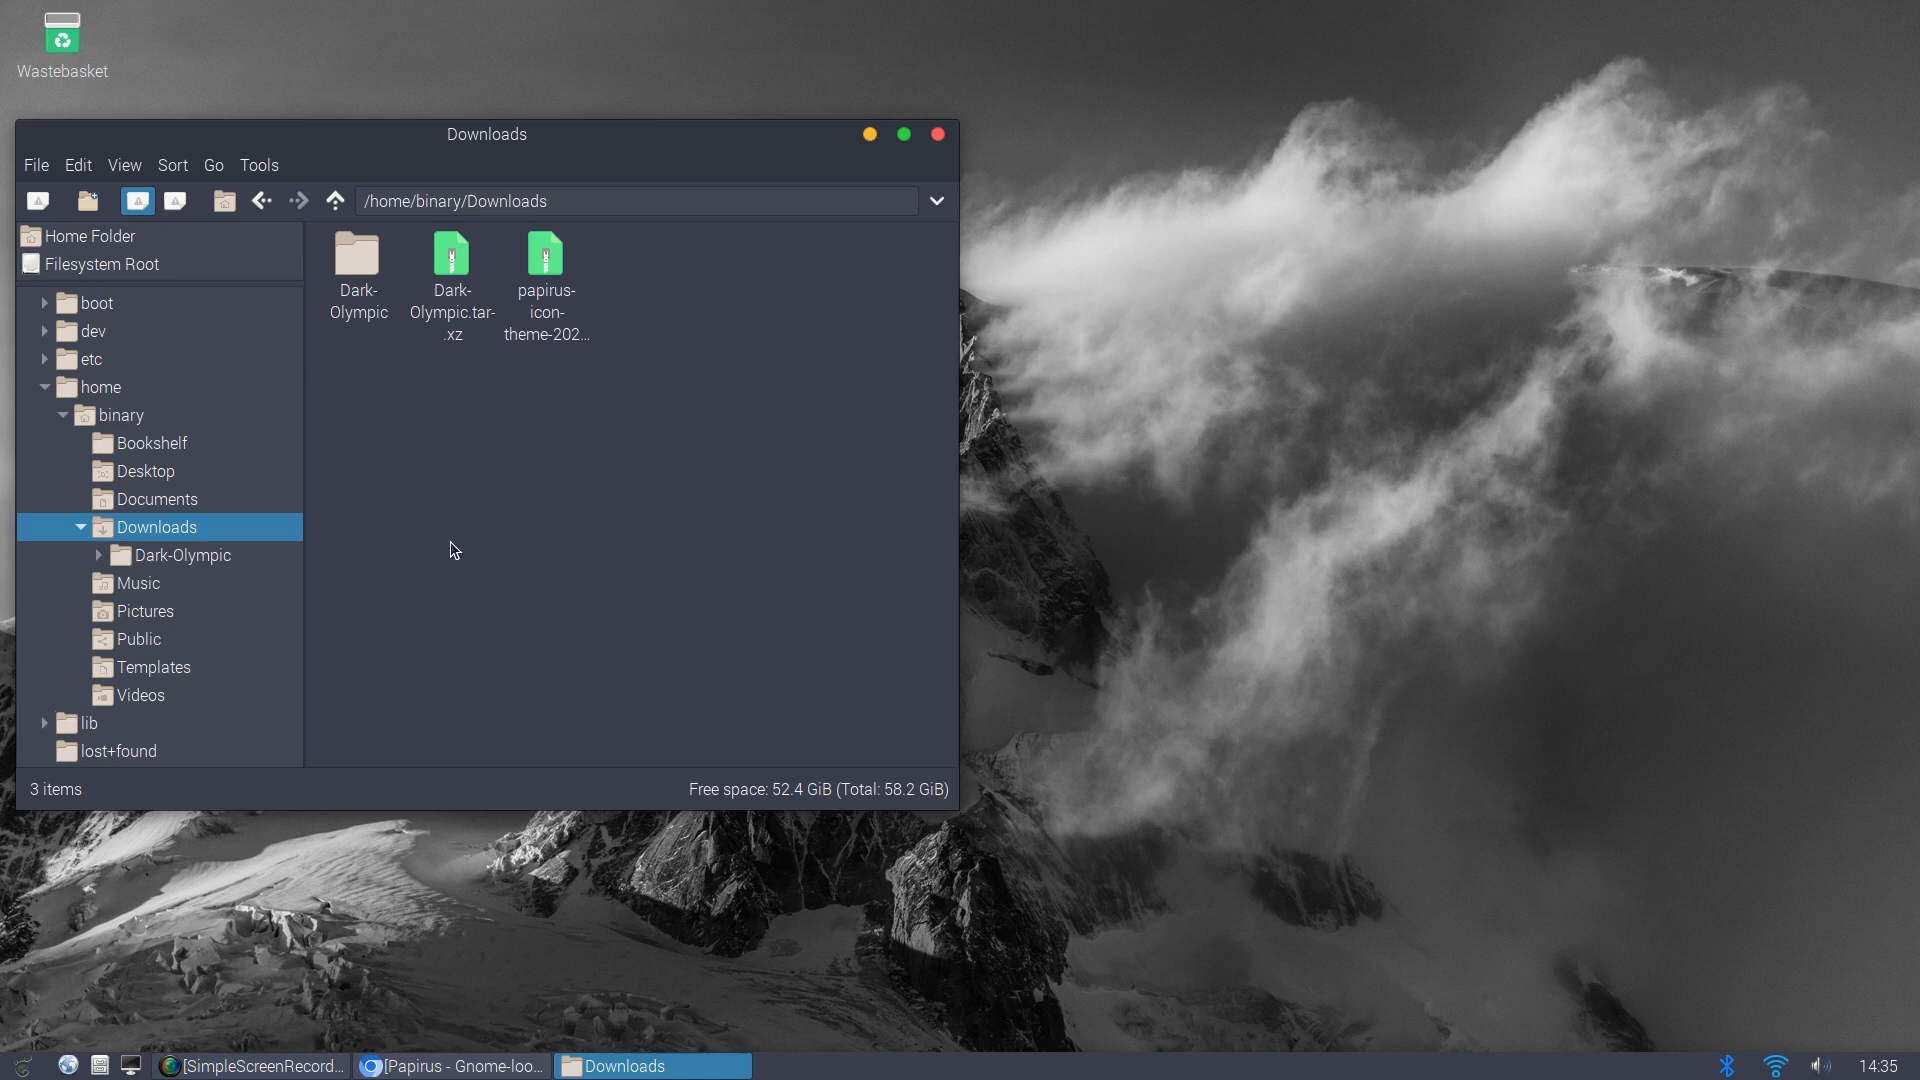 Wastebasket
Downloads
File Edit View Sort Go Tools
/home/binary/Downloads
Home Folder
Filesystem Root
boot
dev
etc
home
binary
Bookshelf
Desktop
Documents
Downloads
Dark-Olympic
Music
Pictures
Public
Templates
Videos
lib
lost+found
Dark-
Olympic
Dark-
Olympic.tar-
.xz
papirus-
icon-
theme-202...
3 items
Free space: 52.4 GiB (Total: 58.2 GiB)
[SimpleScreenRecord...
[Papirus - Gnome-loo...
Downloads
14:35